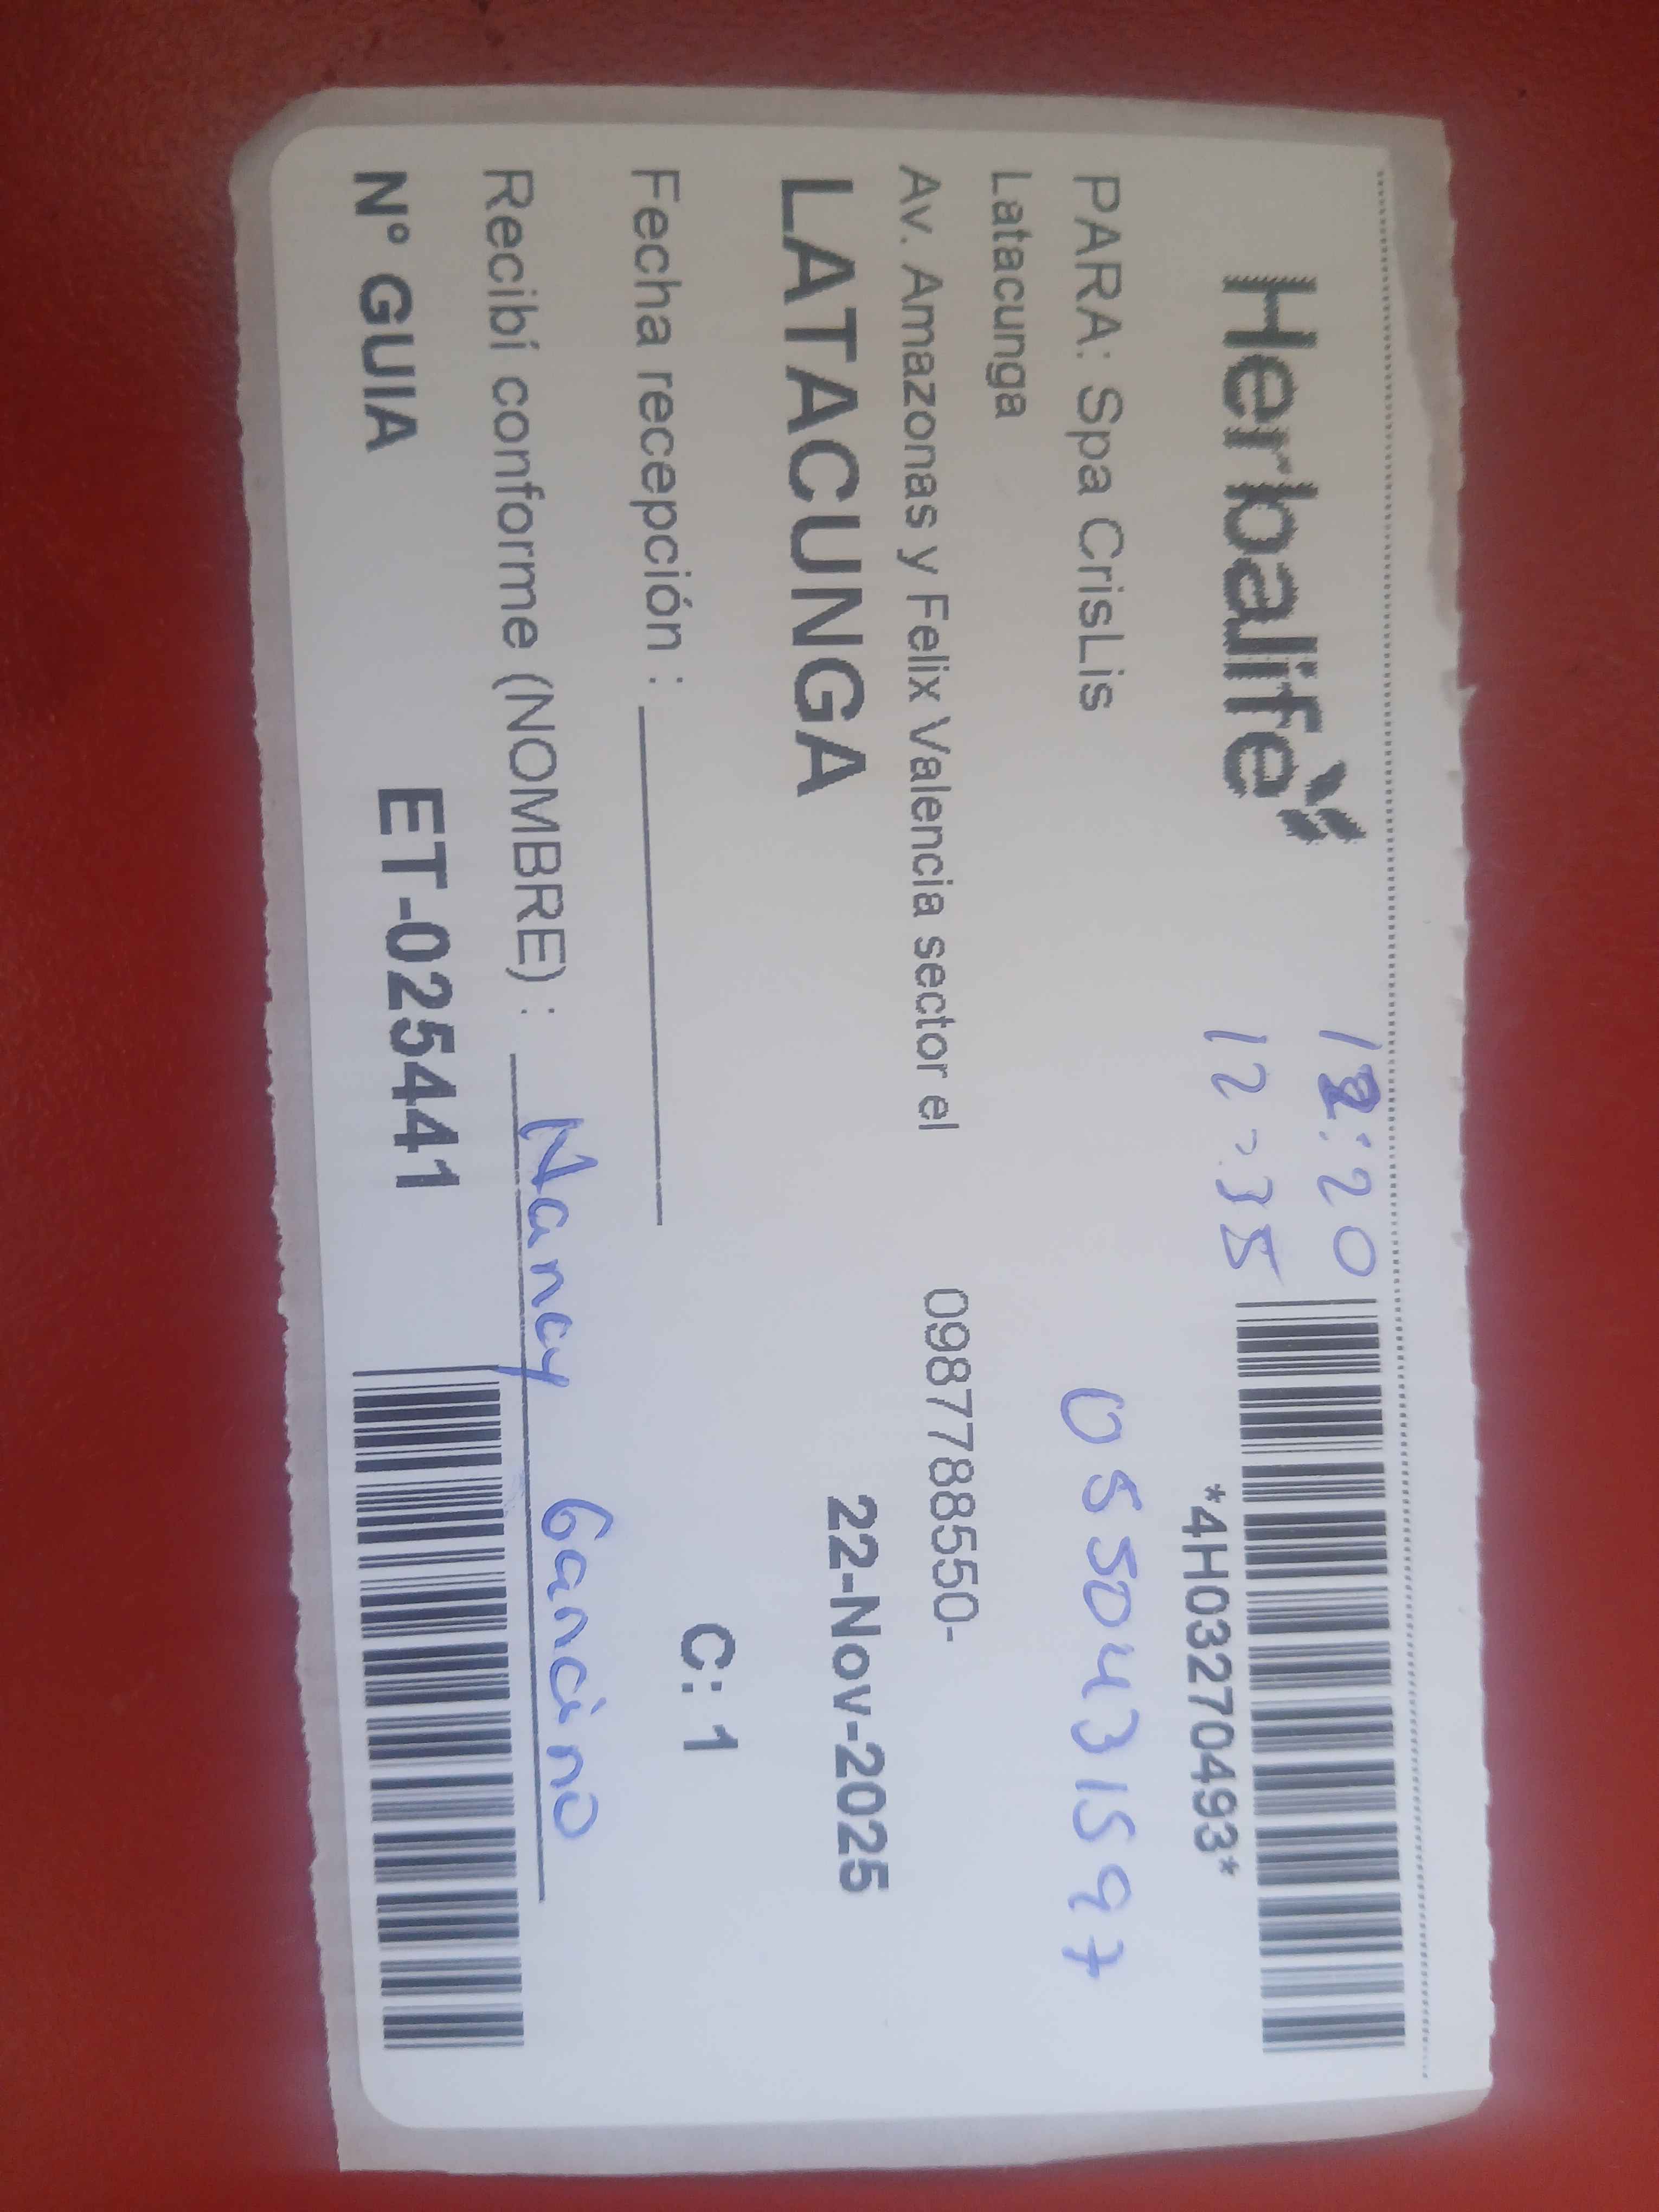 Herbalife
12:20
12:35
*4H03270493*
PARA: Spa CrisLis
0550431597
Latacunga
Av. Amazonas y Felix Valencia sector el
0987788550-
LATACUNGA
22-Nov-2025
Fecha recepción :
C: 1
Recibí conforme (NOMBRE) : Nancy Gancino
N° GUIA
ET-025441